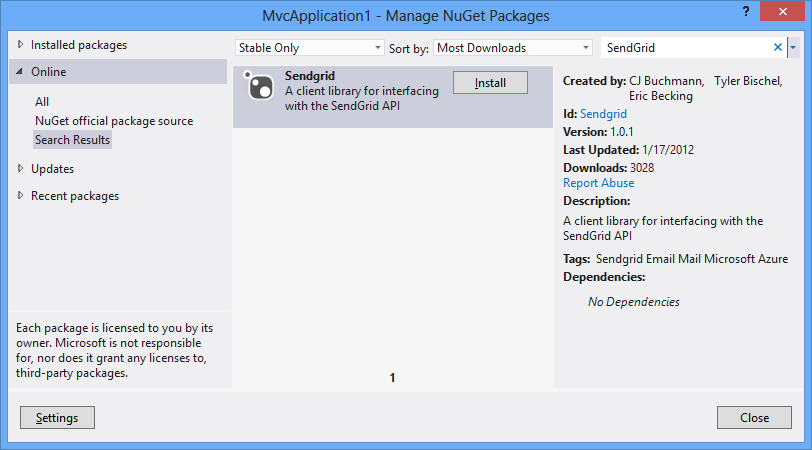 MvcApplication1 - Manage NuGet Packages
?
Installed packages
Online
All
NuGet official package source
Search Results
Updates
Recent packages
Each package is licensed to you by its
owner. Microsoft is not responsible
for, nor does it grant any licenses to,
third-party packages.
Stable Only
Sort by:
Most Downloads
SendGrid
Sendgrid
A client library for interfacing
with the SendGrid API
Install
1
Created by: CJ Buchmann, Tyler Bischel,
Eric Becking
Id: Sendgrid
Version: 1.0.1
Last Updated: 1/17/2012
Downloads: 3028
Report Abuse
Description:
A client library for interfacing with the
SendGrid API
Tags: Sendgrid Email Mail Microsoft Azure
Dependencies:
No Dependencies
Settings
Close